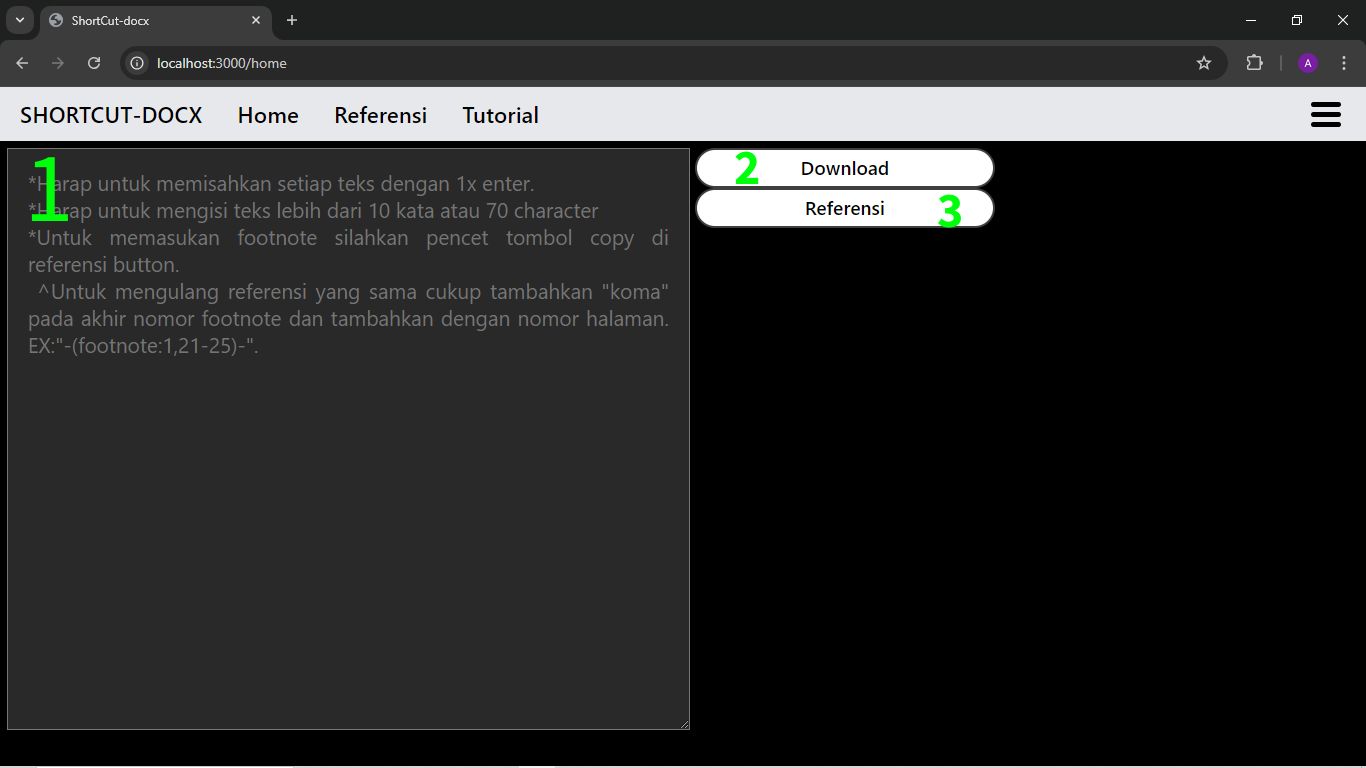 ShortCut-docx
localhost:3000/home
A
SHORTCUT-DOCX Home Referensi Tutorial
1
*Harap untuk memisahkan setiap teks dengan 1x enter.
*Harap untuk mengisi teks lebih dari 10 kata atau 70 character
*Untuk memasukan footnote silahkan pencet tombol copy di
referensi button.
^Untuk mengulang referensi yang sama cukup tambahkan "koma"
pada akhir nomor footnote dan tambahkan dengan nomor halaman.
EX:"-(footnote:1,21-25)-".
2 Download
Referensi 3